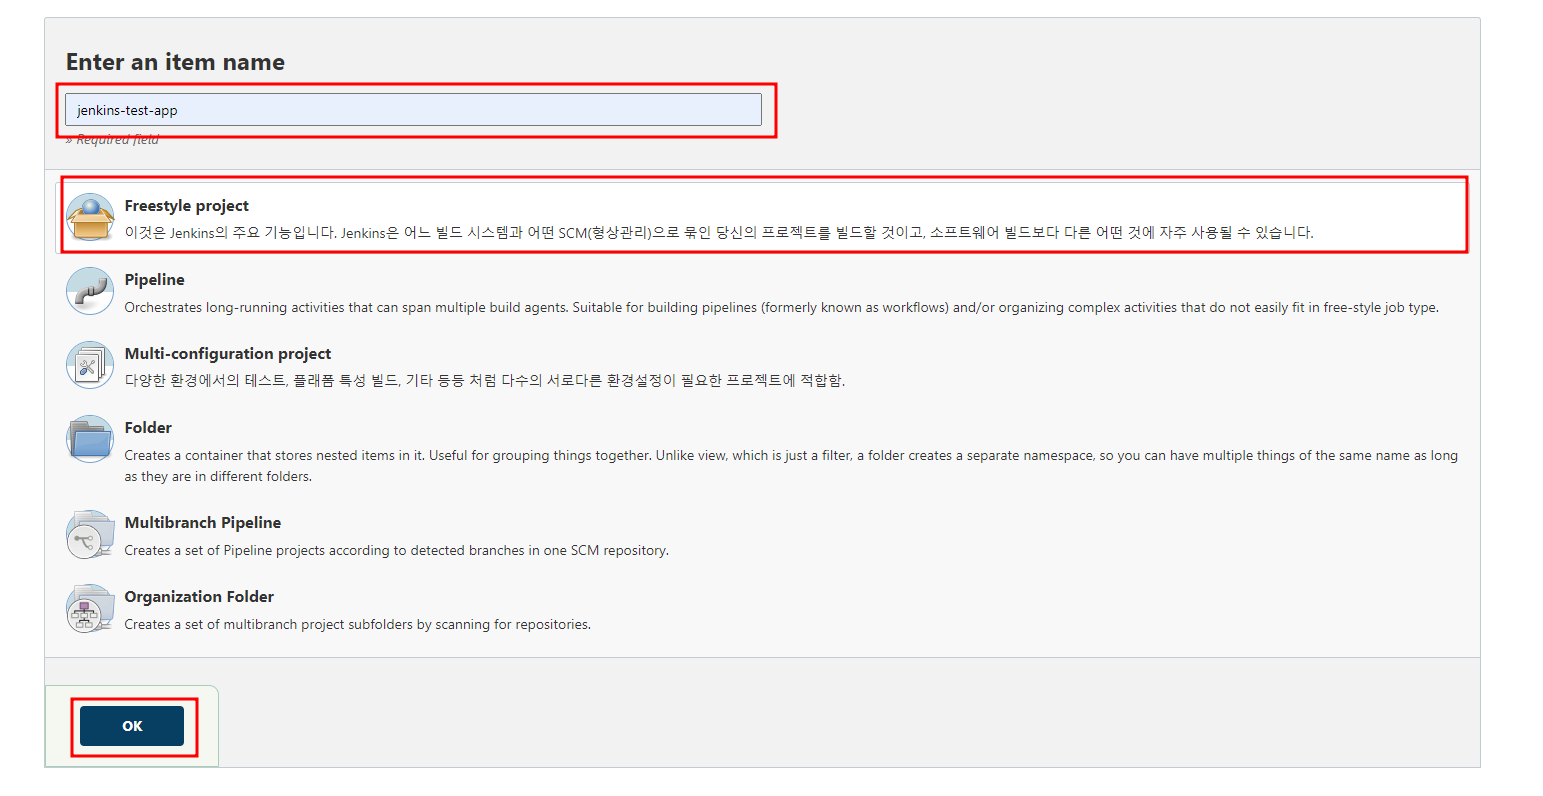 Enter an item name
jenkins-test-app
» Required field
Freestyle project
이것은 Jenkins의 주요 기능입니다. Jenkins은 어느 빌드 시스템과 어떤 SCM(형상관리)으로 묶인 당신의 프로젝트를 빌드할 것이고, 소프트웨어 빌드보다 다른 어떤 것에 자주 사용될 수 있습니다.
Pipeline
Orchestrates long-running activities that can span multiple build agents. Suitable for building pipelines (formerly known as workflows) and/or organizing complex activities that do not easily fit in free-style job type.
Multi-configuration project
다양한 환경에서의 테스트, 플래폼 특성 빌드, 기타 등등 처럼 다수의 서로다른 환경설정이 필요한 프로젝트에 적합함.
Folder
Creates a container that stores nested items in it. Useful for grouping things together. Unlike view, which is just a filter, a folder creates a separate namespace, so you can have multiple things of the same name as long
as they are in different folders.
Multibranch Pipeline
Creates a set of Pipeline projects according to detected branches in one SCM repository.
Organization Folder
Creates a set of multibranch project subfolders by scanning for repositories.
OK